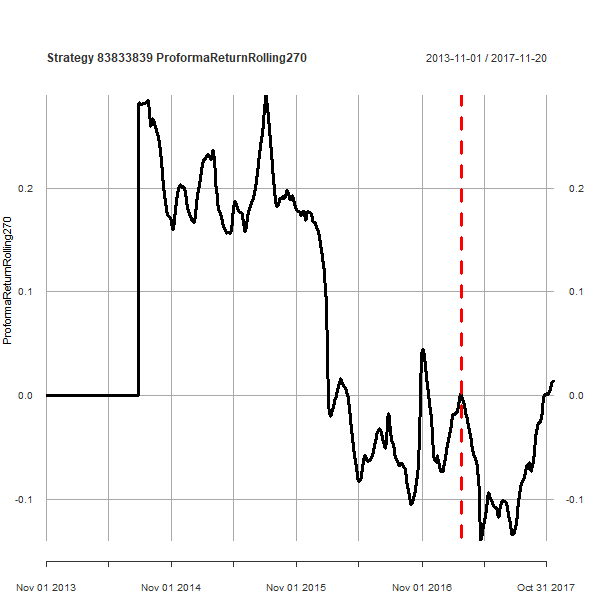 Strategy 83833839 ProformaReturnRolling270
2013-11-01 / 2017-11-20
ProformaReturnRolling270
0.2
0.2
0.1
0.1
0.0
0.0
-0.1
-0.1
Nov 01 2013
Nov 01 2014
Nov 01 2015
Nov 01 2016
Oct 31 2017